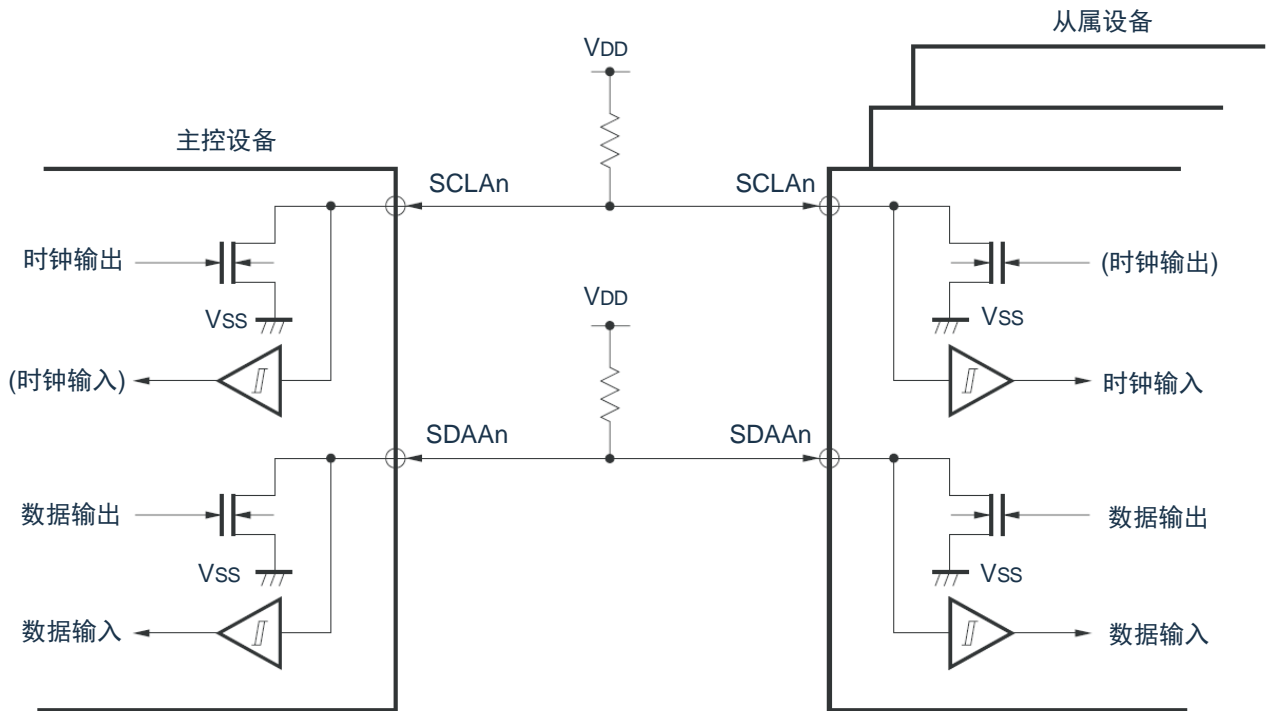 从属设备
VDD
主控设备
SCLAn
SCLAn
时钟输出
(时钟输出)
VSS
VSS
VDD
(时钟输入)
时钟输入
SDAAn
SDAAn
数据输出
数据输出
VSS
VSS
数据输入
数据输入